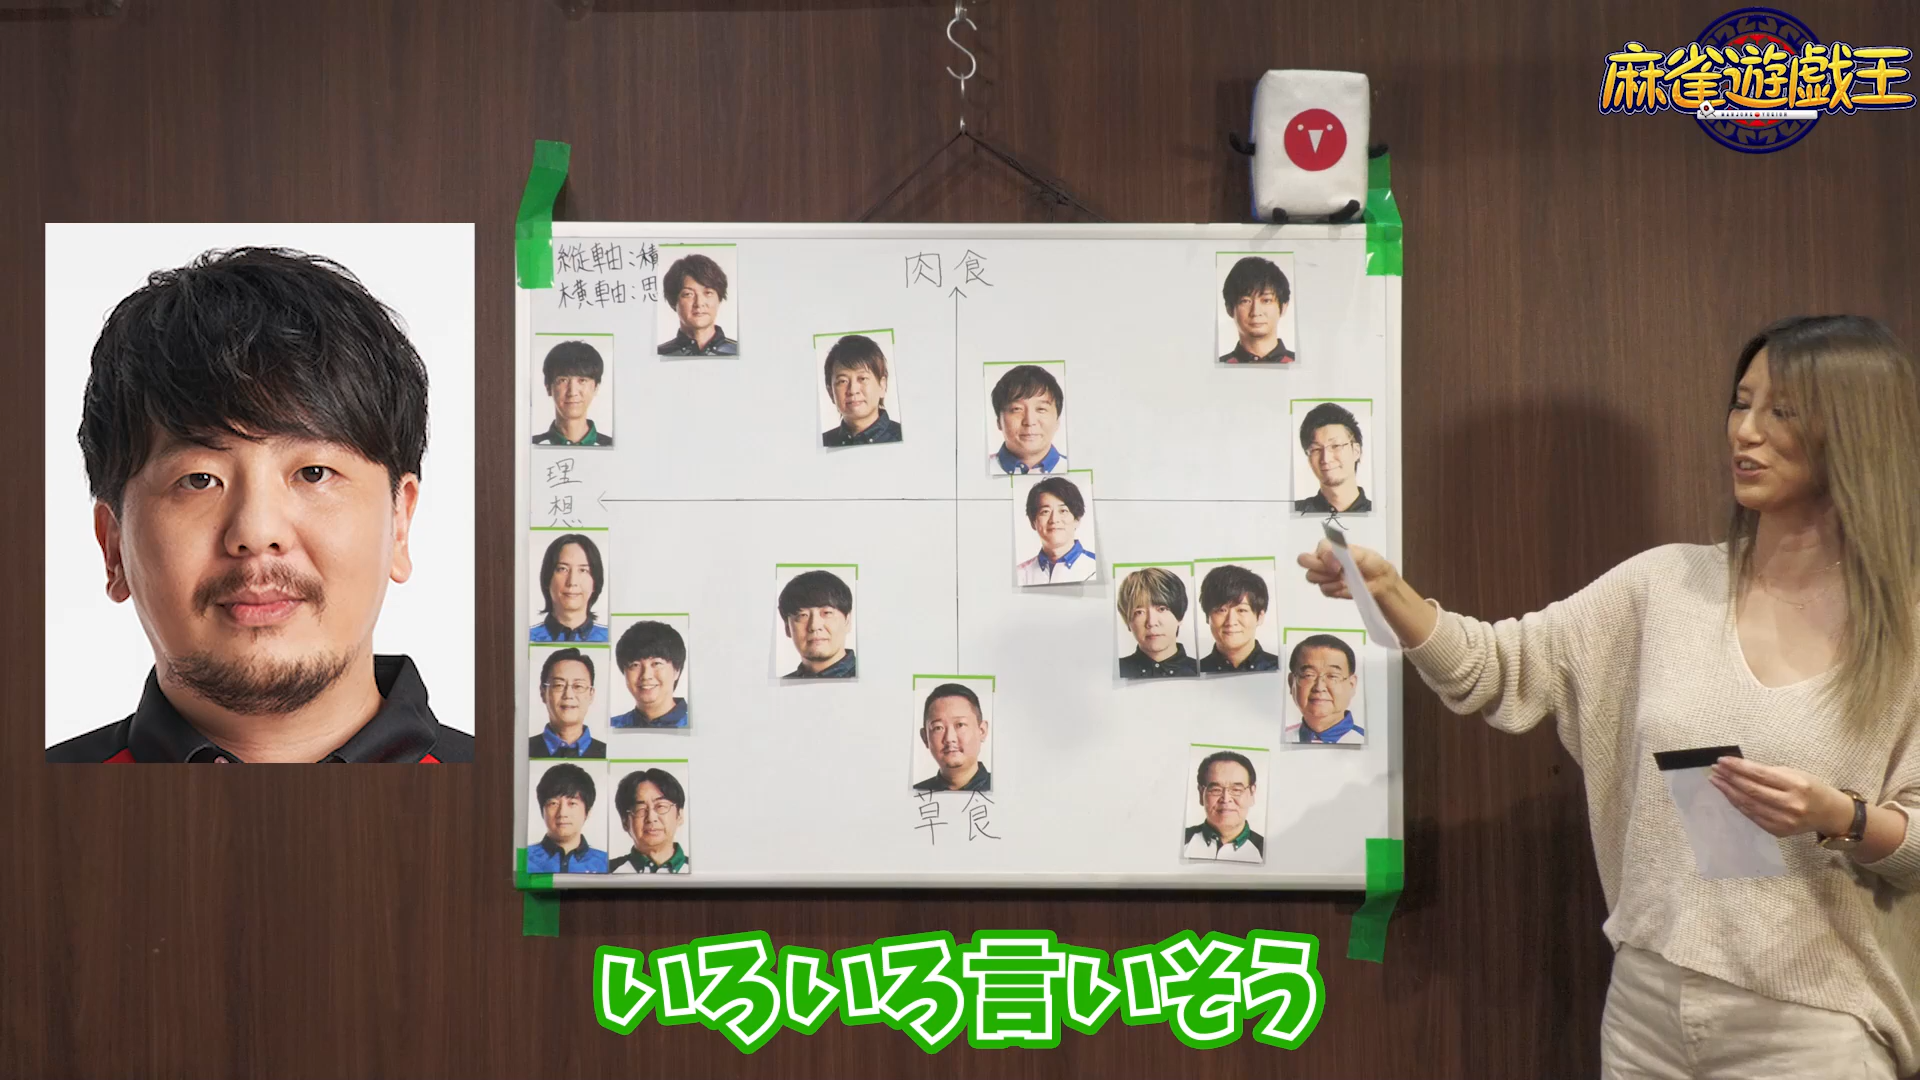 麻雀遊戯王
縦軸:積
横軸:思
肉食
理想
実
草食
いろいろ言いそう